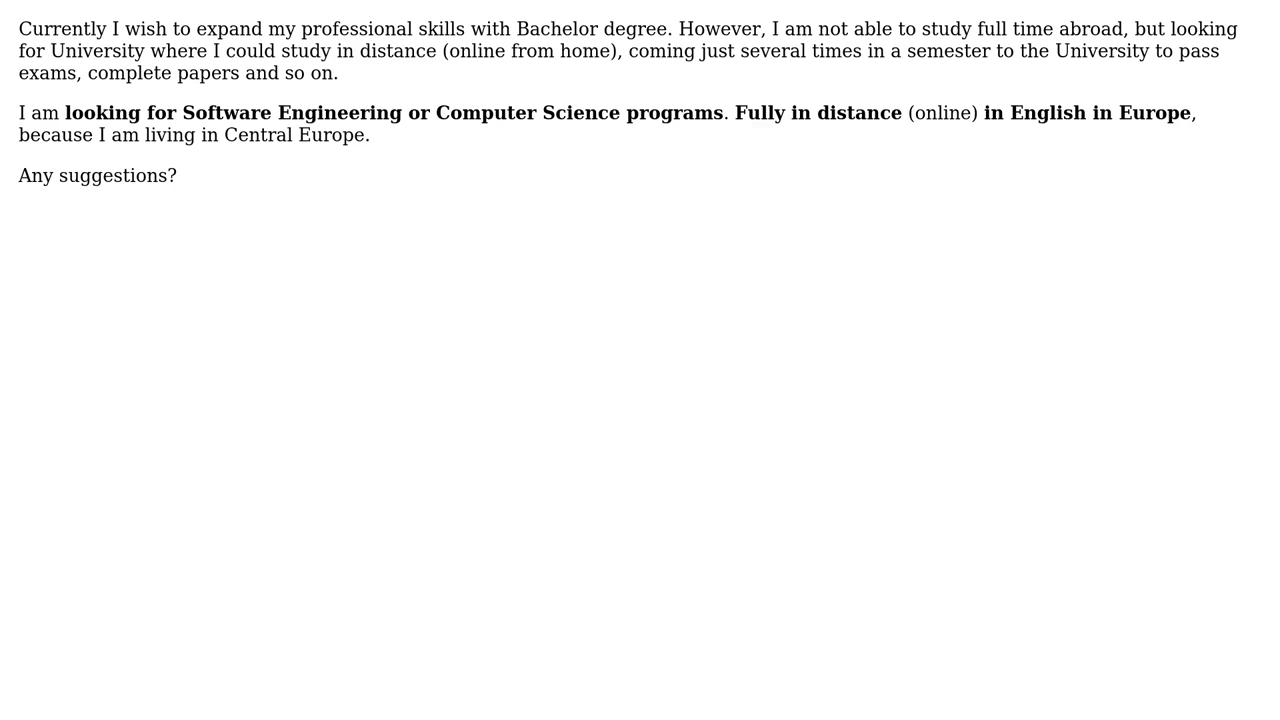 Currently I wish to expand my professional skills with Bachelor degree. However, I am not able to study full time abroad, but looking
for University where I could study in distance (online from home), coming just several times in a semester to the University to pass
exams, complete papers and so on.
I am looking for Software Engineering or Computer Science programs. Fully in distance (online) in English in Europe,
because I am living in Central Europe.
Any suggestions?